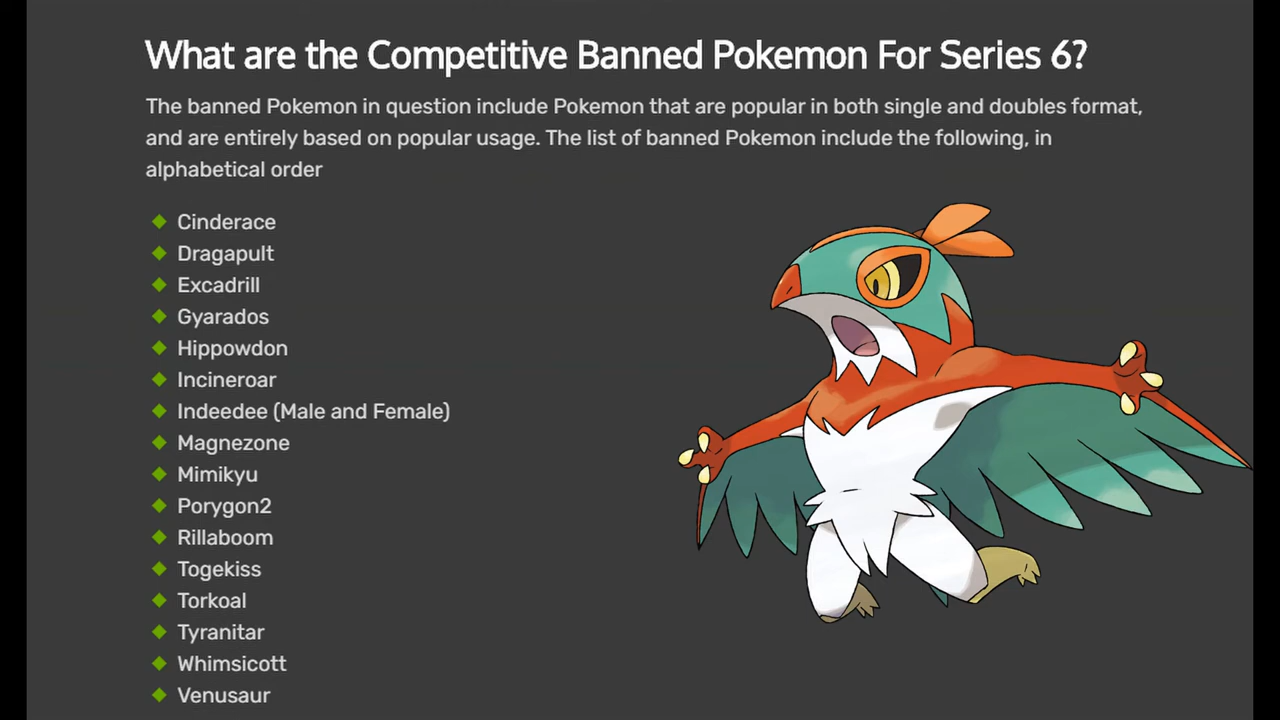 What are the Competitive Banned Pokemon For Series 6?
The banned Pokemon in question include Pokemon that are popular in both single and doubles format,
and are entirely based on popular usage. The list of banned Pokemon include the following, in
alphabetical order
Cinderace
Dragapult
Excadrill
Gyarados
Hippowdon
Incineroar
Indeedee (Male and Female)
Magnezone
Mimikyu
Porygon2
Rillaboom
Togekiss
Torkoal
Tyranitar
Whimsicott
Venusaur